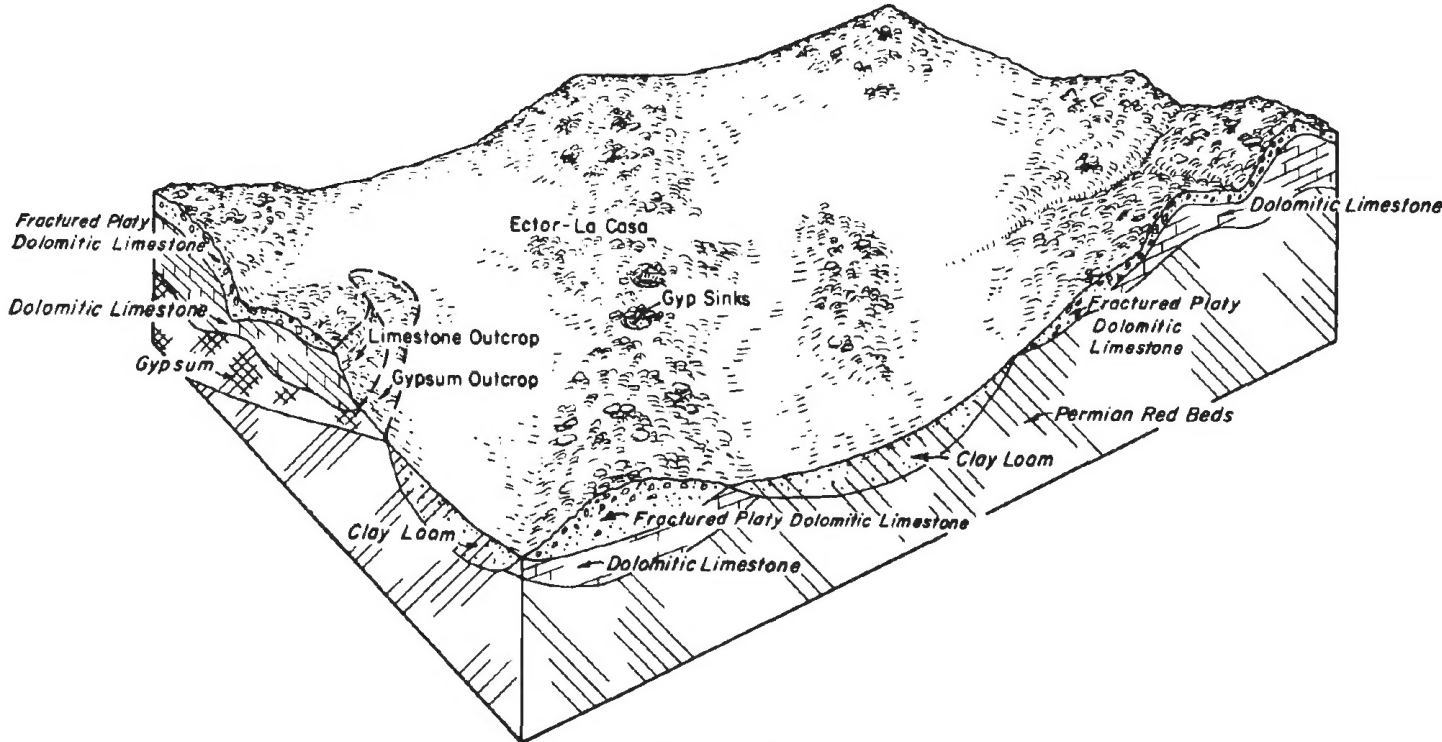 Fractured Platy
Dolomitic Limestone
Dolomitic Limestone
Gypsum
Ector-La Casa
Gyp Sinks
Limestone Outcrop
Gypsum Outcrop
Dolomitic Limestone
Fractured Platy
Dolomitic
Limestone
Permian Red Beds
Clay Loam
Clay Loam
Fractured Platy Dolomitic Limestone
Dolomitic Limestone